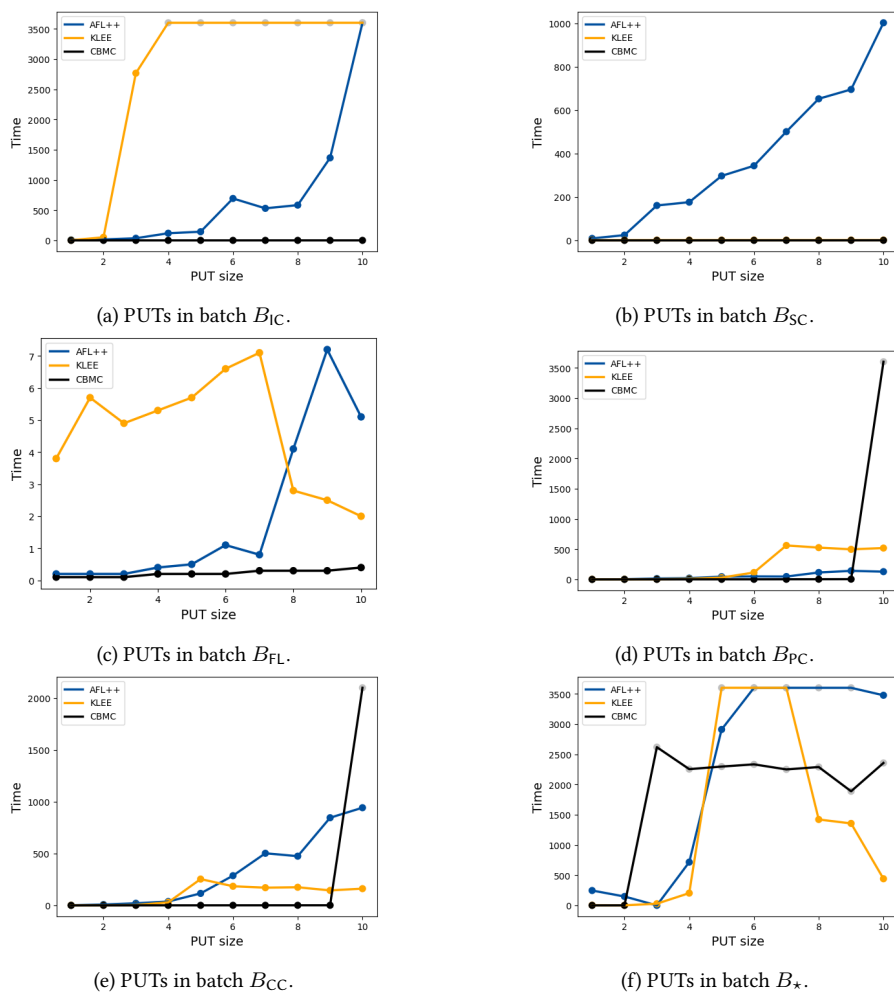 AFL++
KLEE
CBMC
3500
3000
2500
2000
1500
1000
500
0
Time
2 4 6 8 10
PUT size
(a) PUTs in batch B_IC.
AFL++
KLEE
CBMC
1000
800
600
400
200
0
Time
2 4 6 8 10
PUT size
(b) PUTs in batch B_SC.
AFL++
KLEE
CBMC
7
6
5
4
3
2
1
0
Time
2 4 6 8 10
PUT size
(c) PUTs in batch B_FL.
AFL++
KLEE
CBMC
3500
3000
2500
2000
1500
1000
500
0
Time
2 4 6 8 10
PUT size
(d) PUTs in batch B_PC.
AFL++
KLEE
CBMC
2000
1500
1000
500
0
Time
2 4 6 8 10
PUT size
(e) PUTs in batch B_CC.
AFL++
KLEE
CBMC
3500
3000
2500
2000
1500
1000
500
0
Time
2 4 6 8 10
PUT size
(f) PUTs in batch B_⋆.